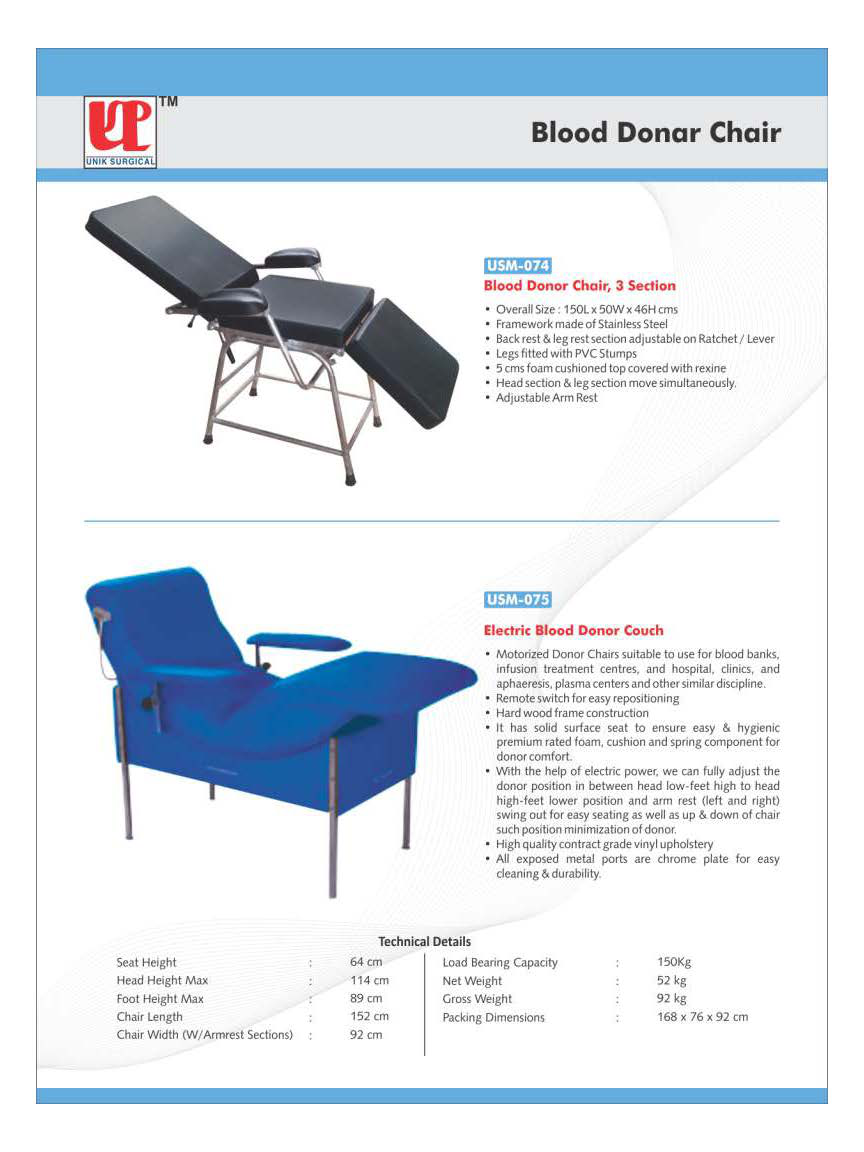 TM
UNIK SURGICAL
Blood Donar Chair
USM-074
Blood Donor Chair, 3 Section
• Overall Size : 150L x 50W x 46H cms
• Framework made of Stainless Steel
• Back rest & leg rest section adjustable on Ratchet / Lever
• Legs fitted with PVC Stumps
• 5 cms foam cushioned top covered with rexine
• Head section & leg section move simultaneously.
• Adjustable Arm Rest
USM-075
Electric Blood Donor Couch
• Motorized Donor Chairs suitable to use for blood banks,
infusion treatment centres, and hospital, clinics, and
aphaeresis, plasma centers and other similar discipline.
• Remote switch for easy repositioning
• Hard wood frame construction
• It has solid surface seat to ensure easy & hygienic
premium rated foam, cushion and spring component for
donor comfort.
• With the help of electric power, we can fully adjust the
donor position in between head low-feet high to head
high-feet lower position and arm rest (left and right)
swing out for easy seating as well as up & down of chair
such position minimization of donor.
• High quality contract grade vinyl upholstery
• All exposed metal ports are chrome plate for easy
cleaning & durability.
Technical Details
Seat Height : 64 cm
Head Height Max : 114 cm
Foot Height Max : 89 cm
Chair Length : 152 cm
Chair Width (W/Armrest Sections) : 92 cm
Load Bearing Capacity : 150Kg
Net Weight : 52 kg
Gross Weight : 92 kg
Packing Dimensions : 168 x 76 x 92 cm